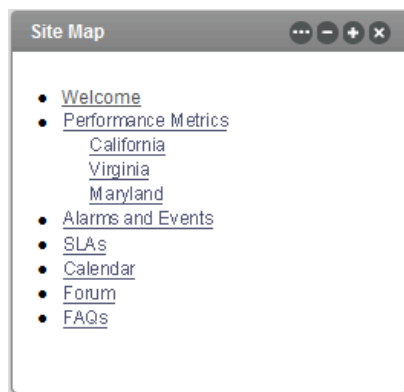 Site Map
Welcome
Performance Metrics
California
Virginia
Maryland
Alarms and Events
SLAs
Calendar
Forum
FAQs